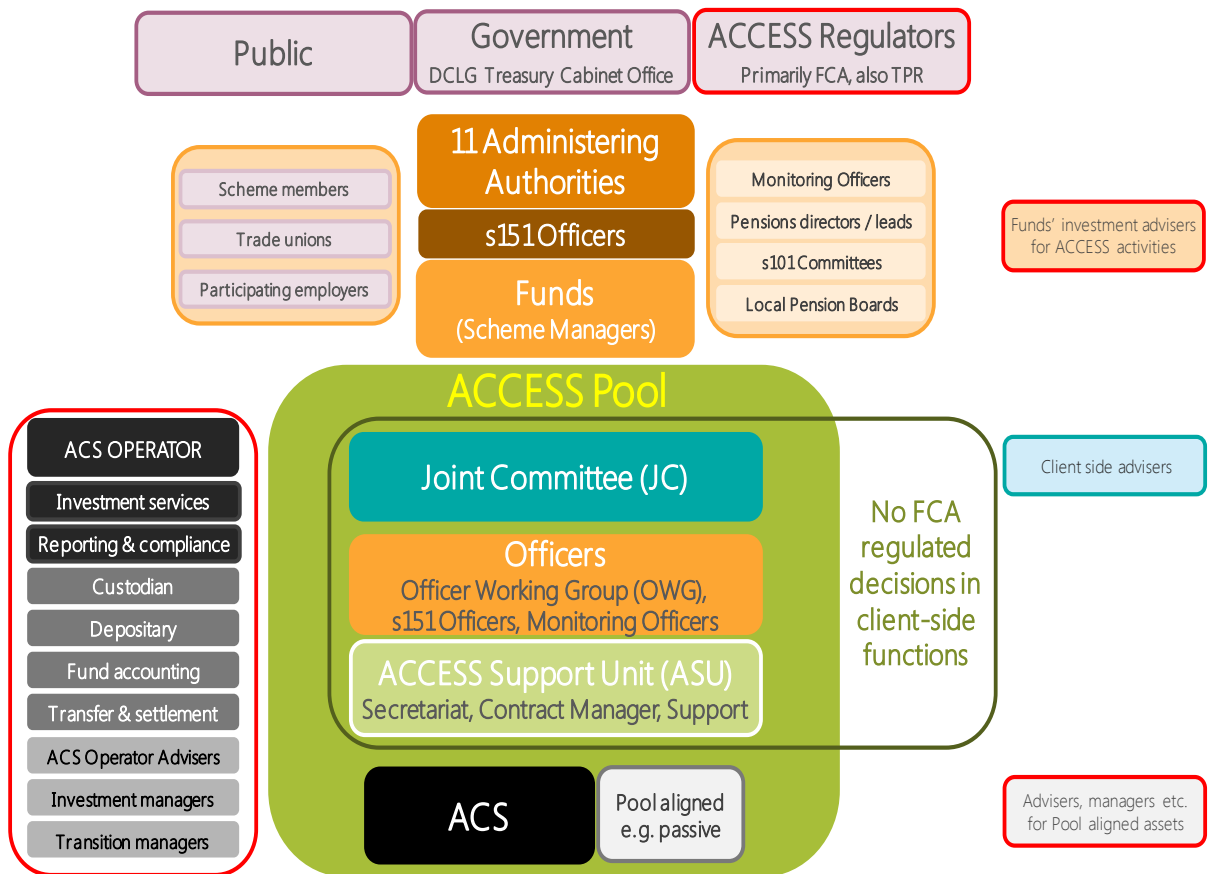 Public
Government
DCLG Treasury Cabinet Office
ACCESS Regulators
Primarily FCA, also TPR
Scheme members
Trade unions
Participating employers
11 Administering
Authorities
s151 Officers
Funds
(Scheme Managers)
Monitoring Officers
Pensions directors / leads
s101 Committees
Local Pension Boards
Funds' investment advisers
for ACCESS activities
ACCESS Pool
ACS OPERATOR
Investment services
Reporting & compliance
Custodian
Depositary
Fund accounting
Transfer & settlement
ACS Operator Advisers
Investment managers
Transition managers
Joint Committee (JC)
Officers
Officer Working Group (OWG),
s151 Officers, Monitoring Officers
ACCESS Support Unit (ASU)
Secretariat, Contract Manager, Support
No FCA
regulated
decisions in
client-side
functions
Client side advisers
ACS
Pool aligned
e.g. passive
Advisers, managers etc.
for Pool aligned assets